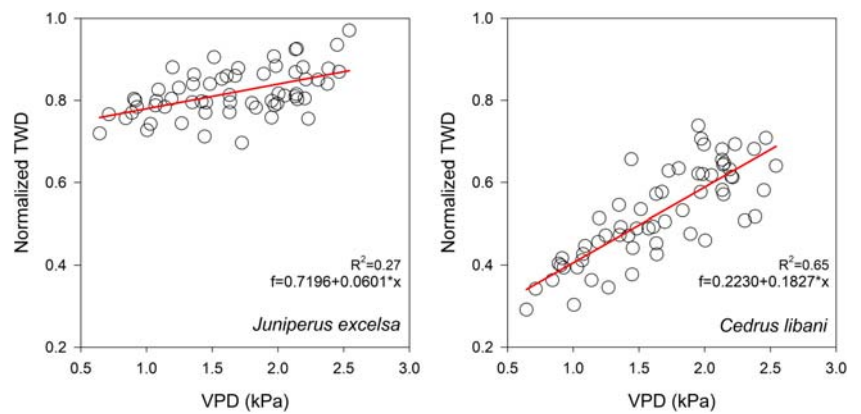 1.0
0.8
0.6
0.4
0.2
Normalized TWD
R²=0.27
f=0.7196+0.0601*x
Juniperus excelsa
0.5 1.0 1.5 2.0 2.5 3.0
VPD (kPa)
1.0
0.8
0.6
0.4
0.2
Normalized TWD
R²=0.65
f=0.2230+0.1827*x
Cedrus libani
0.5 1.0 1.5 2.0 2.5 3.0
VPD (kPa)